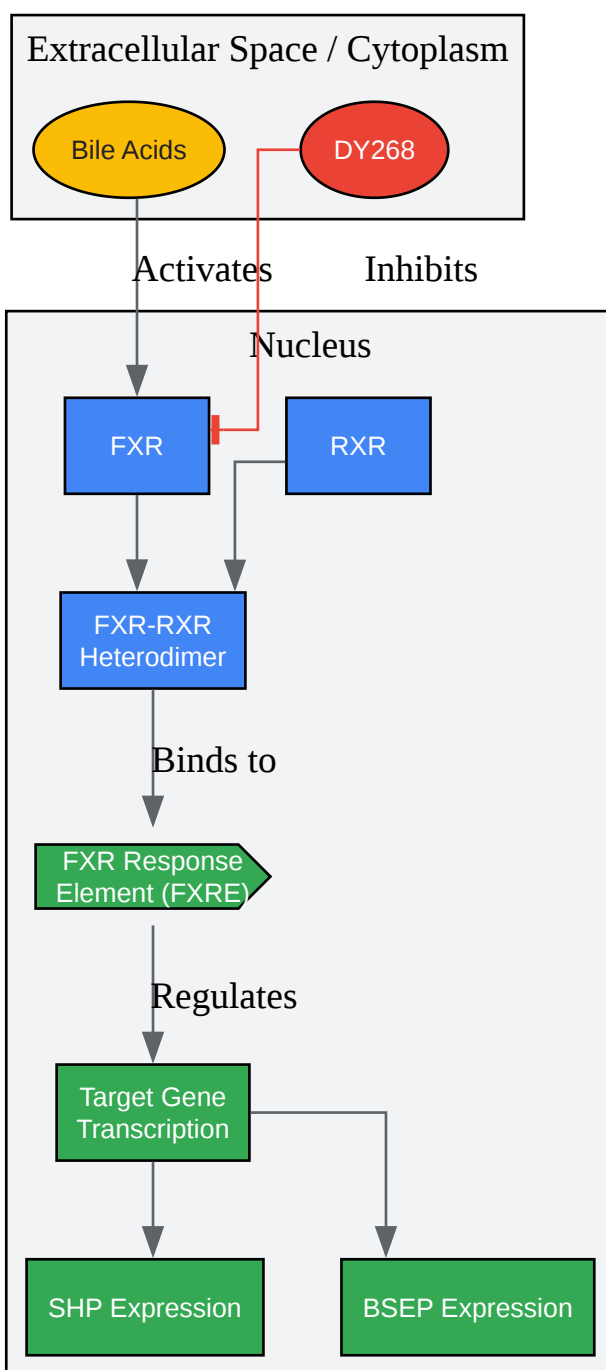 Extracellular Space / Cytoplasm
Bile Acids
DY268
Activates
Inhibits
Nucleus
FXR
RXR
FXR-RXR
Heterodimer
Binds to
FXR Response
Element (FXRE)
Regulates
Target Gene
Transcription
SHP Expression
BSEP Expression